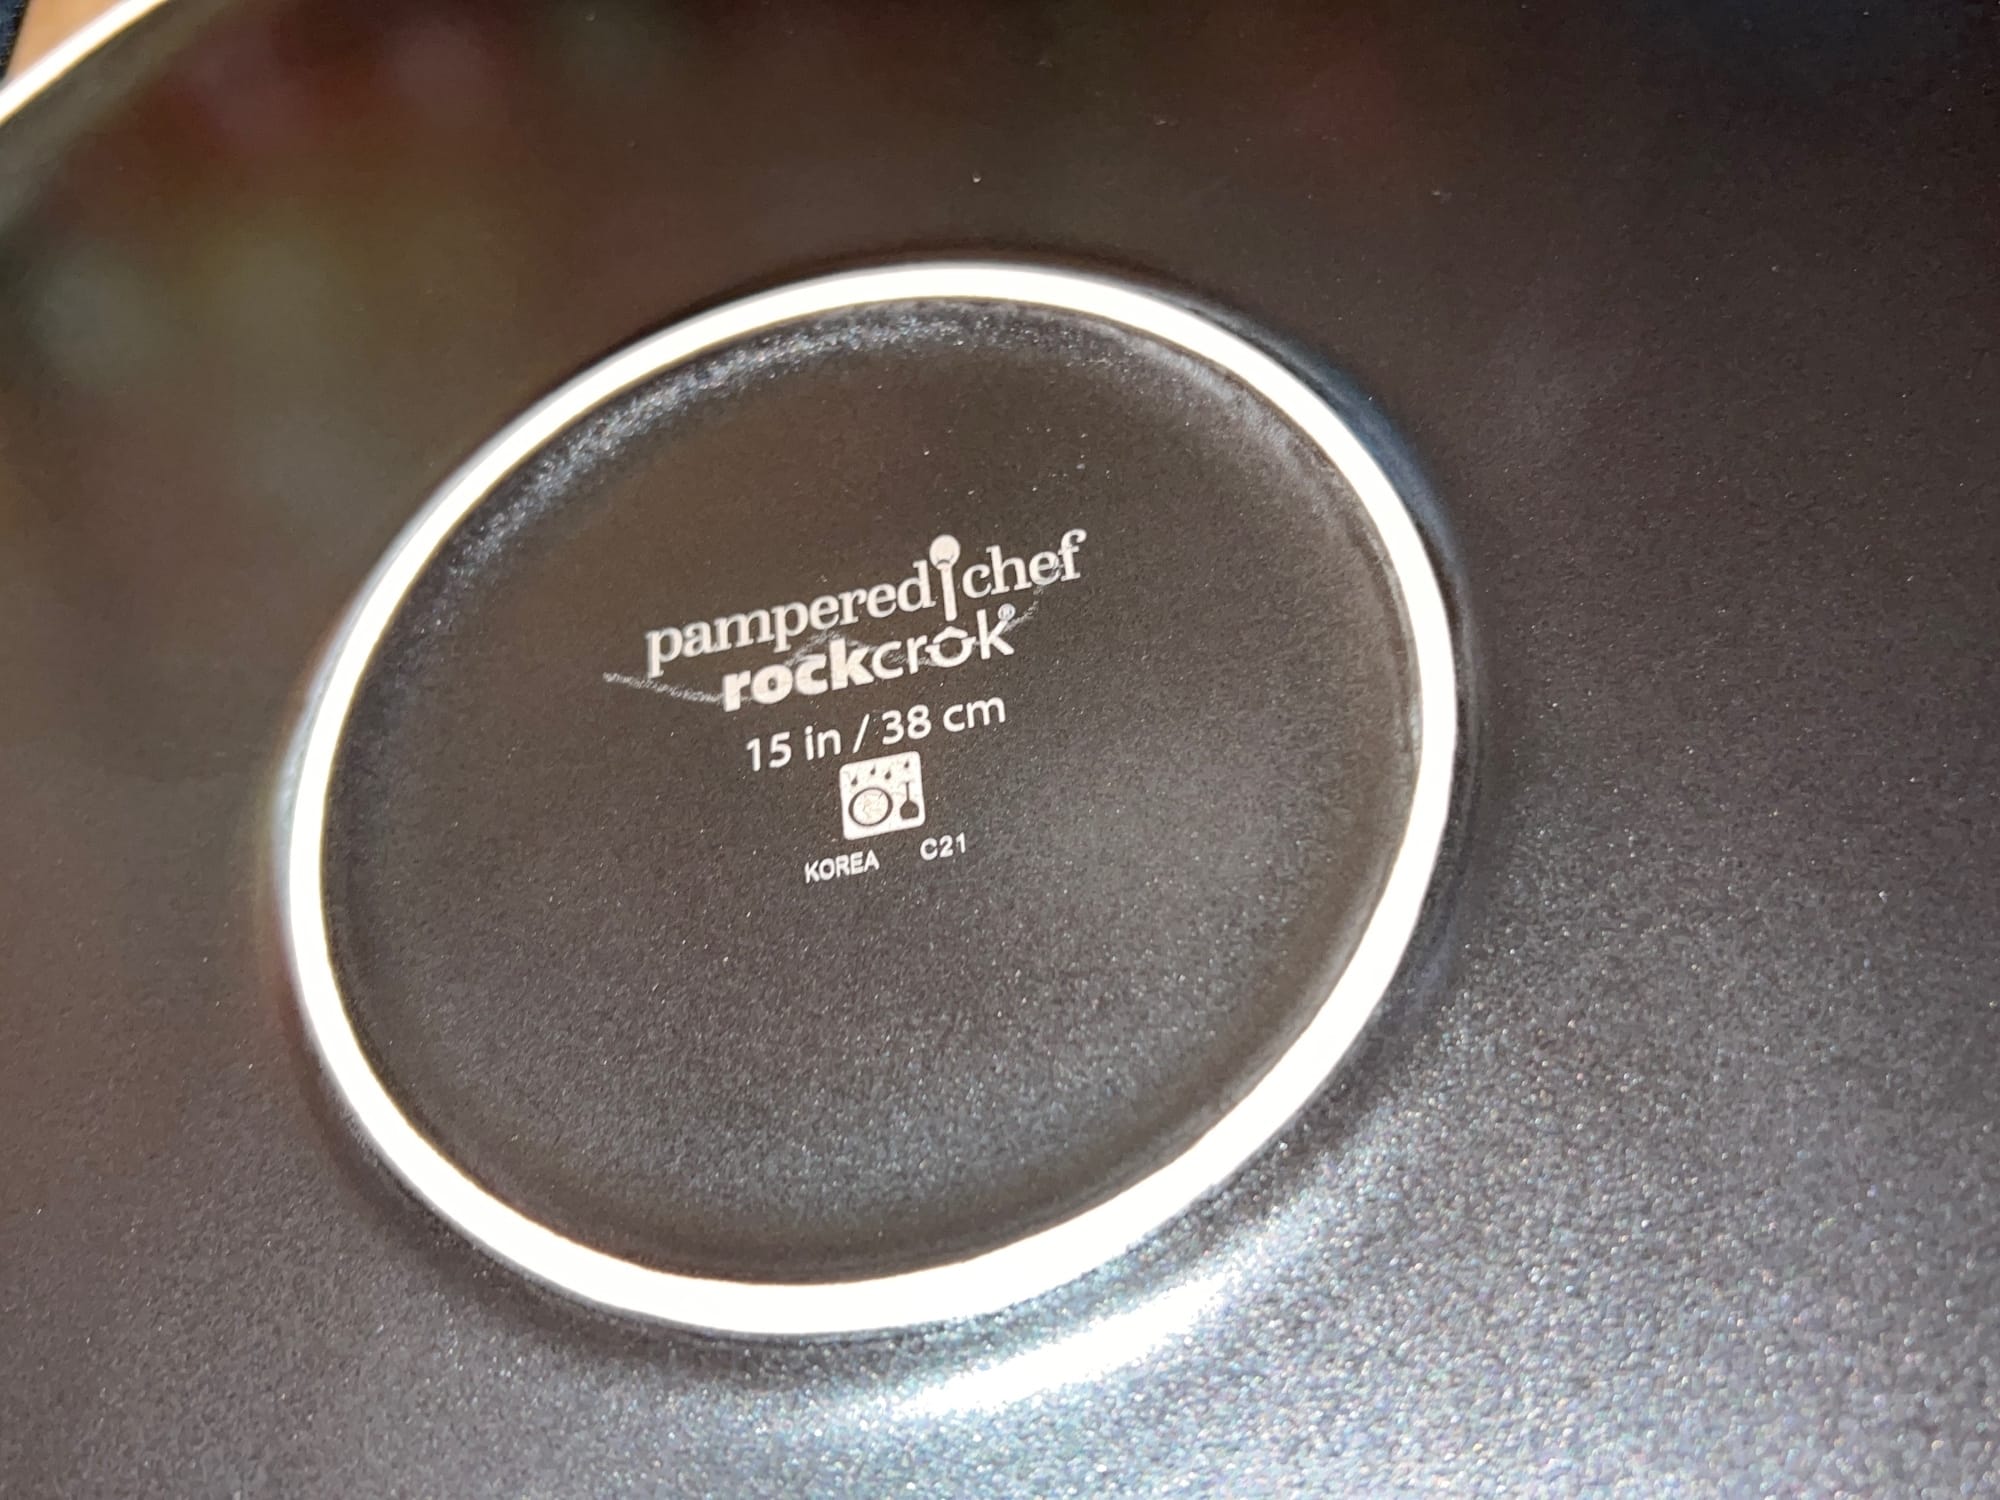 pampered chef
rockcrok®
15 in / 38 cm
KOREA C21